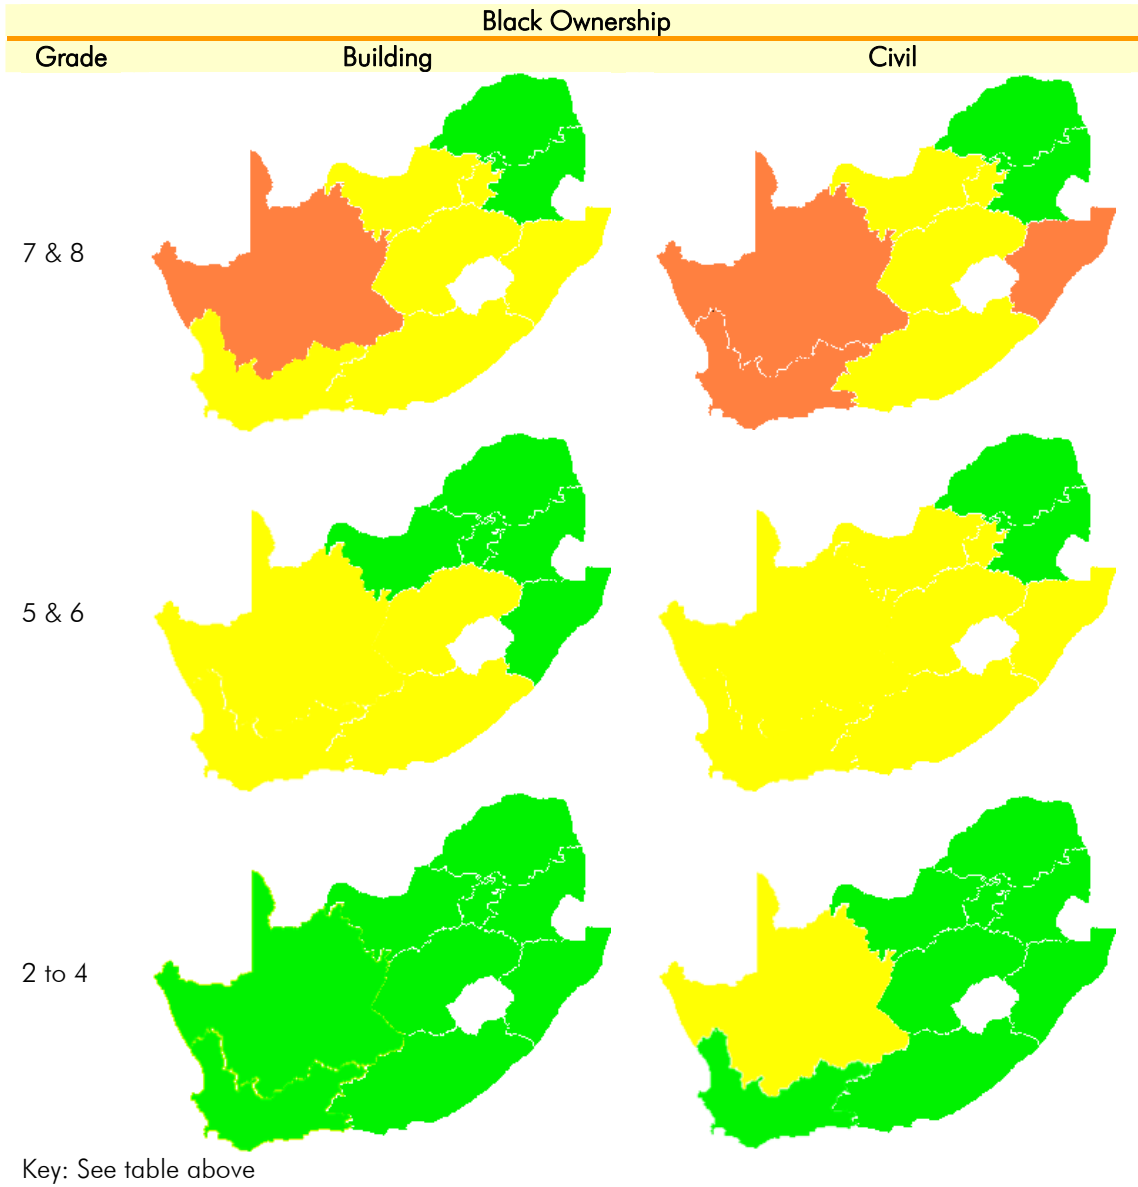 Black Ownership
Grade Building Civil
7 & 8
5 & 6
2 to 4
Key: See table above